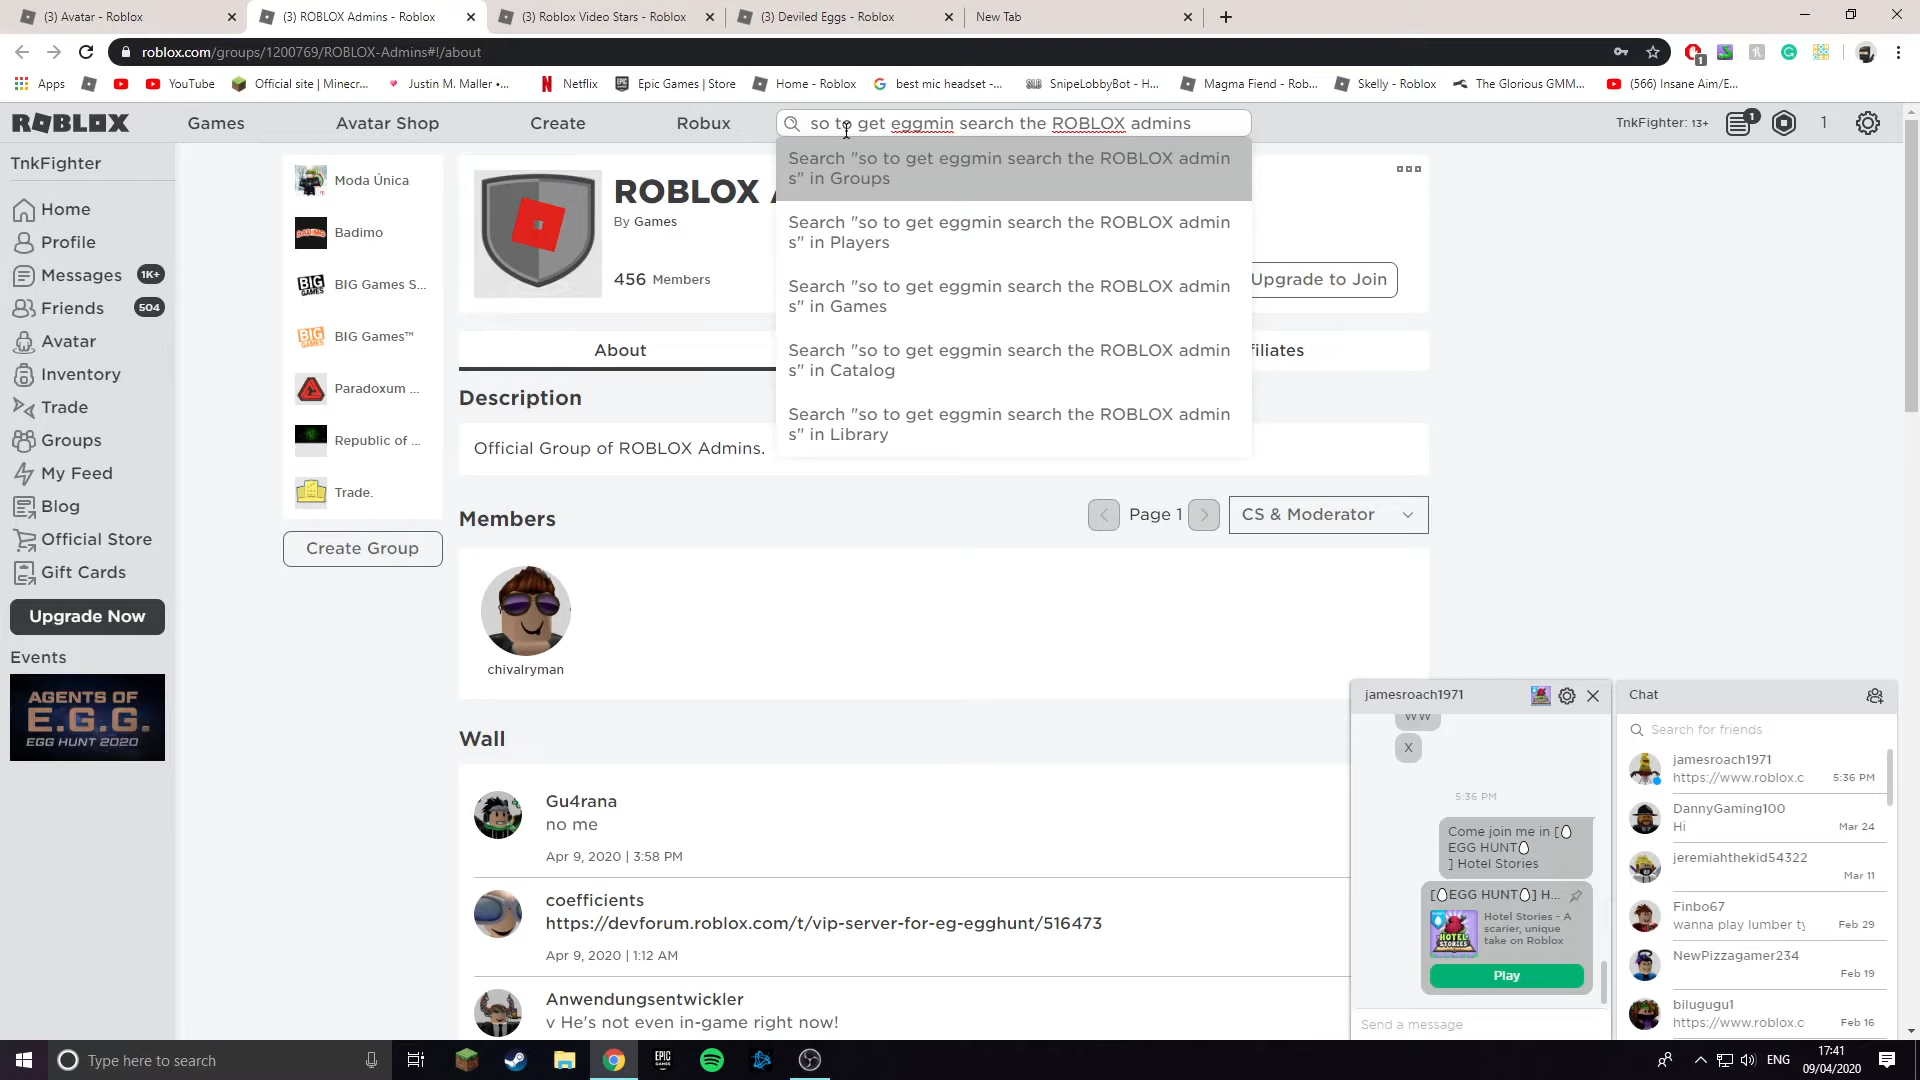 (3) Avatar - Roblox
(3) ROBLOX Admins - Roblox
(3) Roblox Video Stars - Roblox
(3) Deviled Eggs - Roblox
New Tab
roblox.com/groups/1200769/ROBLOX-Admins#!/about
1
Apps
YouTube
Official site | Minecr...
Justin M. Maller •...
Netflix
Epic Games | Store
Home - Roblox
best mic headset -...
SnipeLobbyBot - H...
Magma Fiend - Rob...
Skelly - Roblox
The Glorious GMM...
(566) Insane Aim/E...
ROBLOX
Games
Avatar Shop
Create
Robux
so to get eggmin search the ROBLOX admins
TnkFighter: 13+
1
1
Search "so to get eggmin search the ROBLOX admin
s" in Groups
Search "so to get eggmin search the ROBLOX admin
s" in Players
Search "so to get eggmin search the ROBLOX admin
s" in Games
Search "so to get eggmin search the ROBLOX admin
s" in Catalog
Search "so to get eggmin search the ROBLOX admin
s" in Library
TnkFighter
Home
Profile
Messages
1K+
Friends
504
Avatar
Inventory
Trade
Groups
My Feed
Blog
Official Store
Gift Cards
Upgrade Now
Events
AGENTS OF
E.G.G.
EGG HUNT 2020
Moda Única
BADIMO
Badimo
BIG
GAMES
BIG Games S...
BIG
GAMES
BIG Games™
Paradoxum ...
Republic of ...
Trade.
Create Group
ROBLOX A
By Games
456 Members
Upgrade to Join
About
filiates
Description
Official Group of ROBLOX Admins.
Members
Page 1
CS & Moderator
chivalryman
Wall
Gu4rana
no me
Apr 9, 2020 | 3:58 PM
coefficients
https://devforum.roblox.com/t/vip-server-for-eg-egghunt/516473
Apr 9, 2020 | 1:12 AM
Anwendungsentwickler
v He's not even in-game right now!
jamesroach1971
WW
X
5:36 PM
Come join me in [🥚
EGG HUNT🥚
] Hotel Stories
[🥚EGG HUNT🥚] H...
HOTEL
STORIES
Hotel Stories - A
scarier, unique
take on Roblox
Play
Send a message
Chat
Search for friends
jamesroach1971
https://www.roblox.c
5:36 PM
DannyGaming100
Hi
Mar 24
jeremiahthekid54322
Mar 11
Finbo67
wanna play lumber ty
Feb 29
NewPizzagamer234
Feb 19
bilugugu1
https://www.roblox.c
Feb 16
Type here to search
EPIC
GAMES
ENG
17:41
09/04/2020